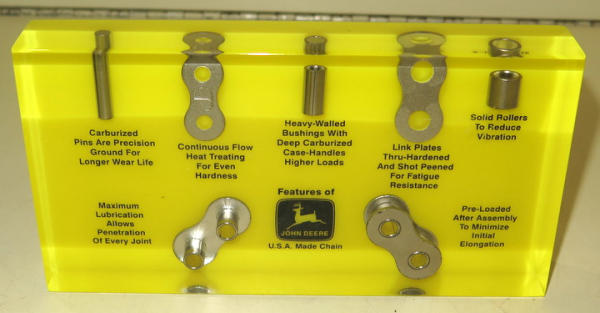 Carburized
Pins Are Precision
Ground For
Longer Wear Life
Continuous Flow
Heat Treating
For Even
Hardness
Heavy-Walled
Bushings With
Deep Carburized
Case-Handles
Higher Loads
Link Plates
Thru-Hardened
And Shot Peened
For Fatigue
Resistance
Solid Rollers
To Reduce
Vibration
Maximum
Lubrication
Allows
Penetration
Of Every Joint
Features of
JOHN DEERE
U.S.A. Made Chain
Pre-Loaded
After Assembly
To Minimize
Initial
Elongation